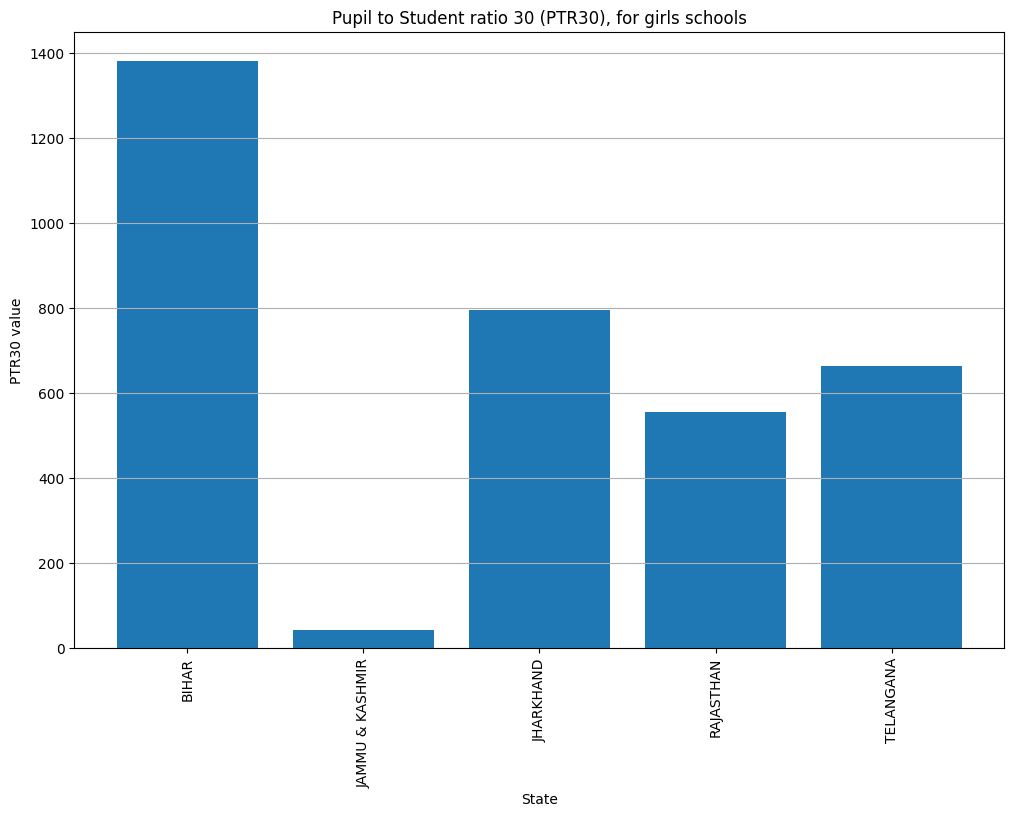 Pupil to Student ratio 30 (PTR30), for girls schools
1400
1200
1000
800
600
400
200
0
PTR30 value
BIHAR
JAMMU & KASHMIR
JHARKHAND
RAJASTHAN
TELANGANA
State